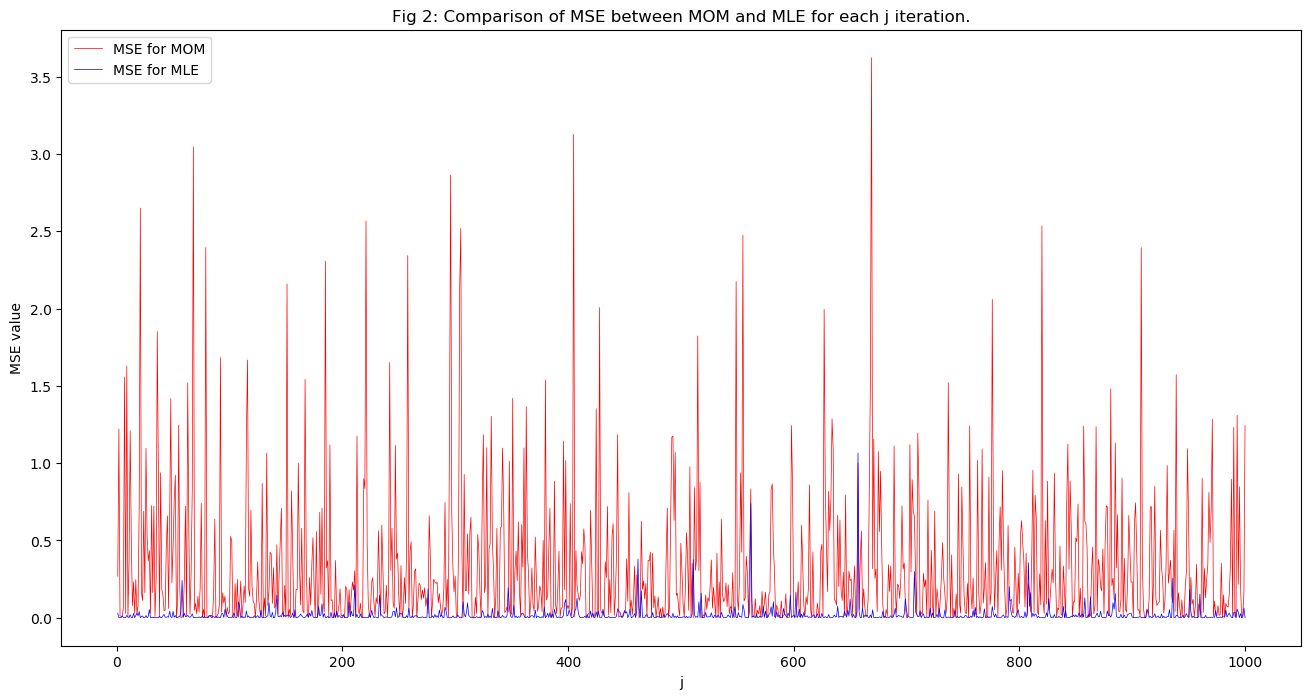 Fig 2: Comparison of MSE between MOM and MLE for each j iteration.
MSE for MOM
MSE for MLE
3.5
3.0
2.5
2.0
1.5
1.0
0.5
0.0
MSE value
0 200 400 600 800 1000
j